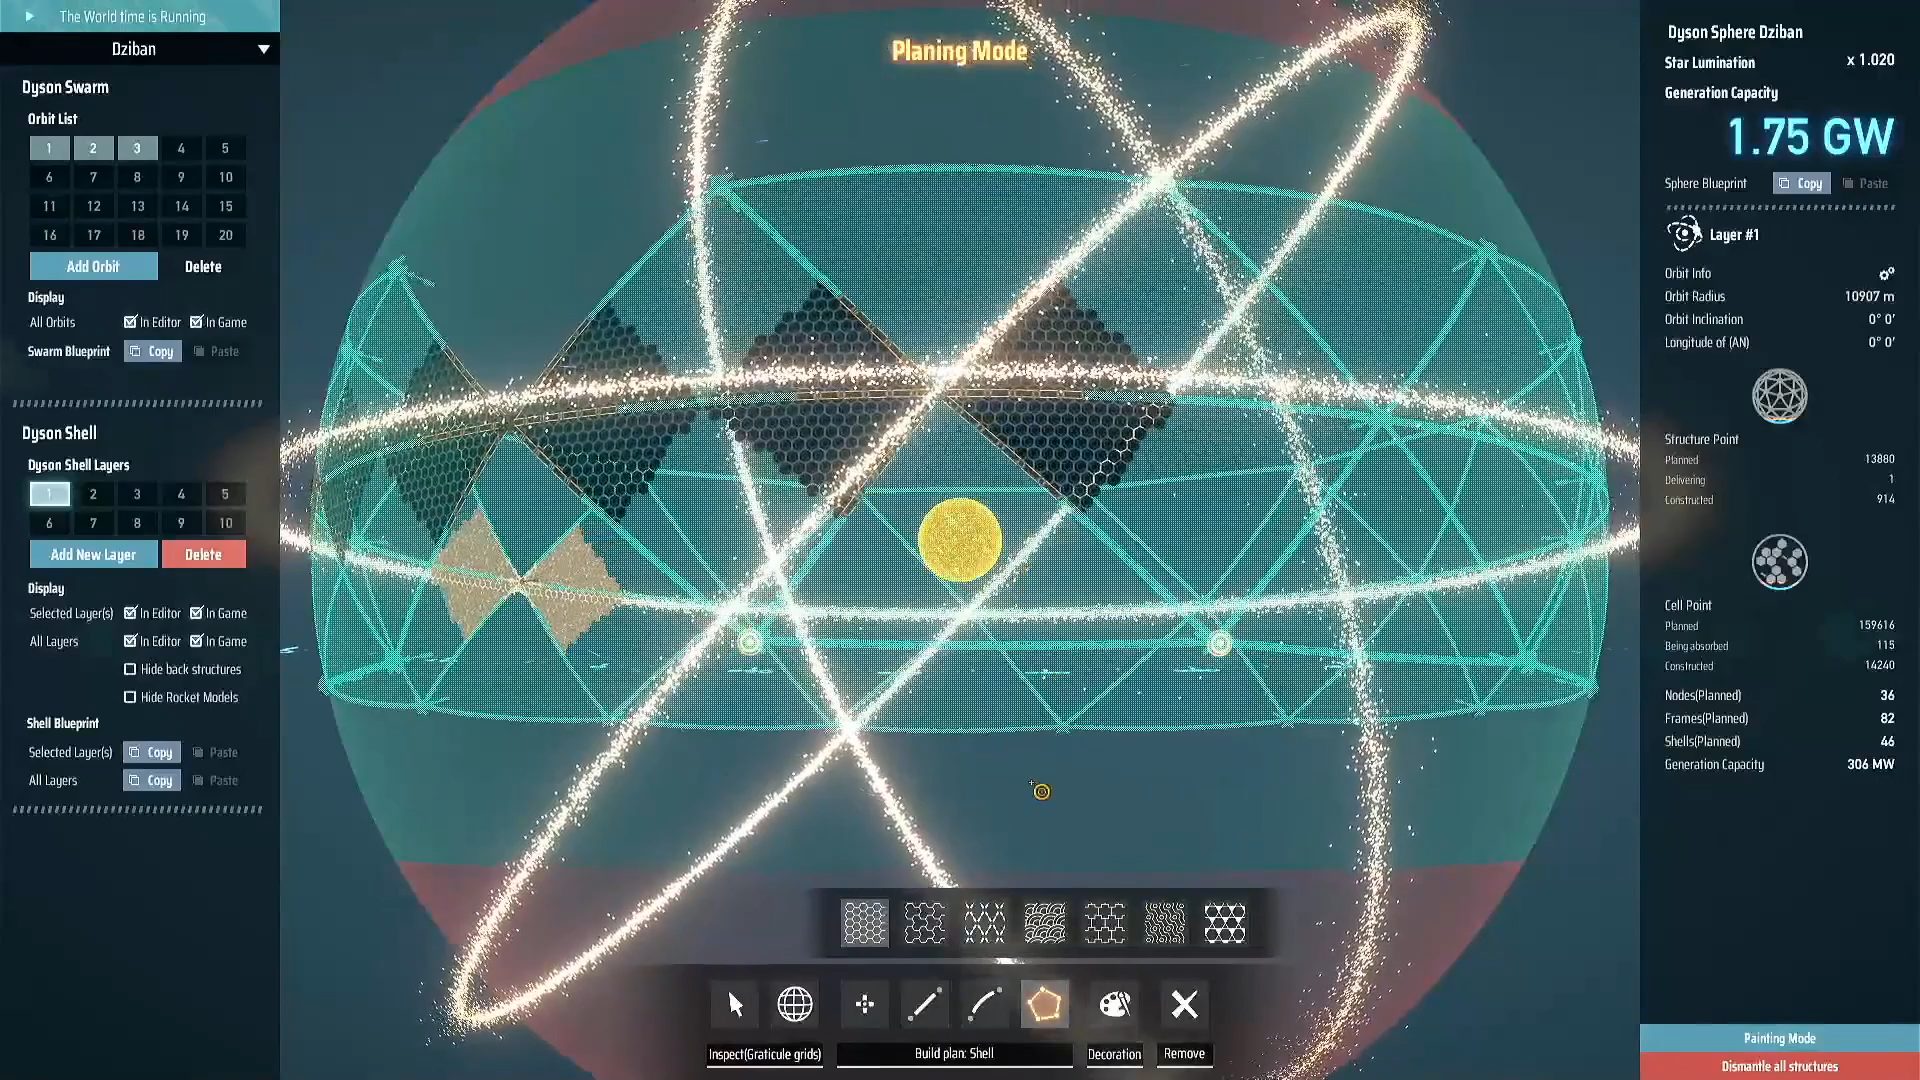 The World time is Running
Dziban
Dyson Swarm
Orbit List
1 2 3 4 5
6 7 8 9 10
11 12 13 14 15
16 17 18 19 20
Add Orbit Delete
Display
All Orbits In Editor In Game
Swarm Blueprint Copy Paste
Dyson Shell
Dyson Shell Layers
1 2 3 4 5
6 7 8 9 10
Add New Layer Delete
Display
Selected Layer(s) In Editor In Game
All Layers In Editor In Game
Hide back structures
Hide Rocket Models
Shell Blueprint
Selected Layer(s) Copy Paste
All Layers Copy Paste
Planing Mode
Inspect(Graticule grids) Build plan: Shell Decoration Remove
Dyson Sphere Dziban
Star Lumination x 1.020
Generation Capacity
1.75 GW
Sphere Blueprint Copy Paste
Layer #1
Orbit Info
Orbit Radius 10907 m
Orbit Inclination 0° 0'
Longitude of (AN) 0° 0'
Structure Point
Planned 13880
Delivering 1
Constructed 914
Cell Point
Planned 159616
Being absorbed 115
Constructed 14240
Nodes(Planned) 36
Frames(Planned) 82
Shells(Planned) 46
Generation Capacity 306 MW
Painting Mode
Dismantle all structures